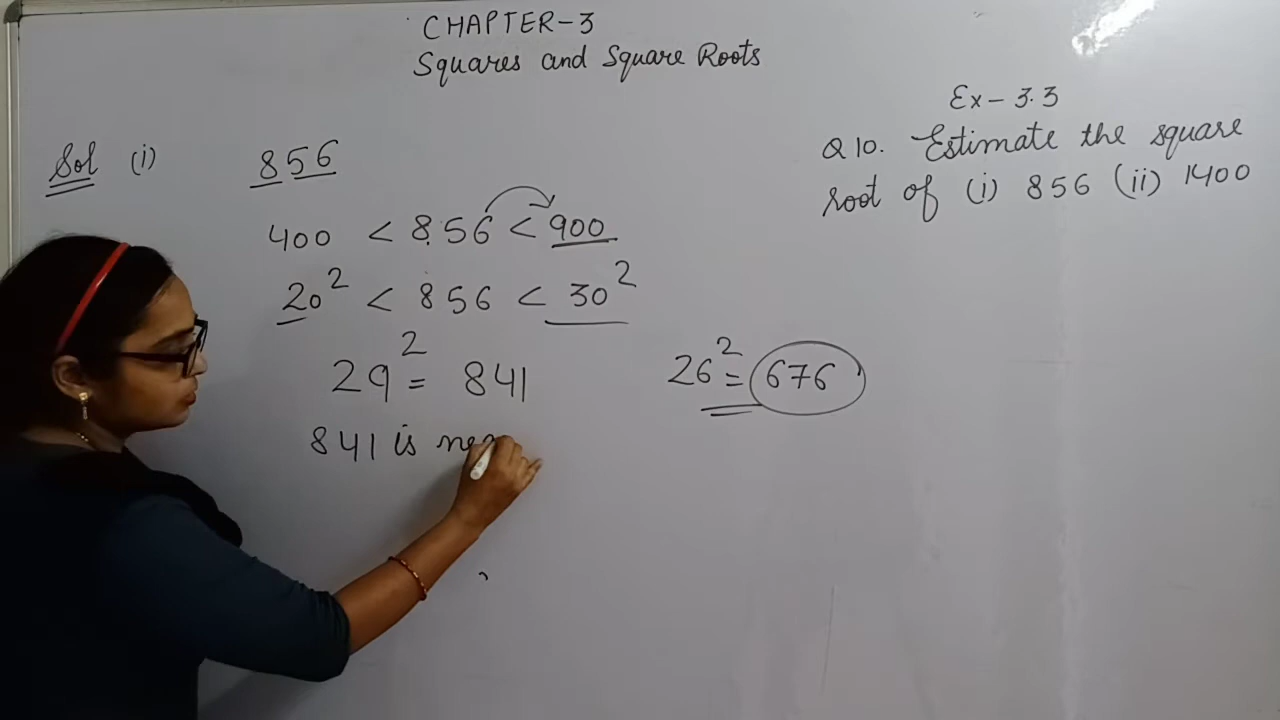 CHAPTER-3
Squares and Square Roots
Ex-3.3
Q10. Estimate the square
root of (i) 856 (ii) 1400
Sol (i) 856
400 < 856 < 900
20² < 856 < 30²
29² = 841
26² = 676
841 is